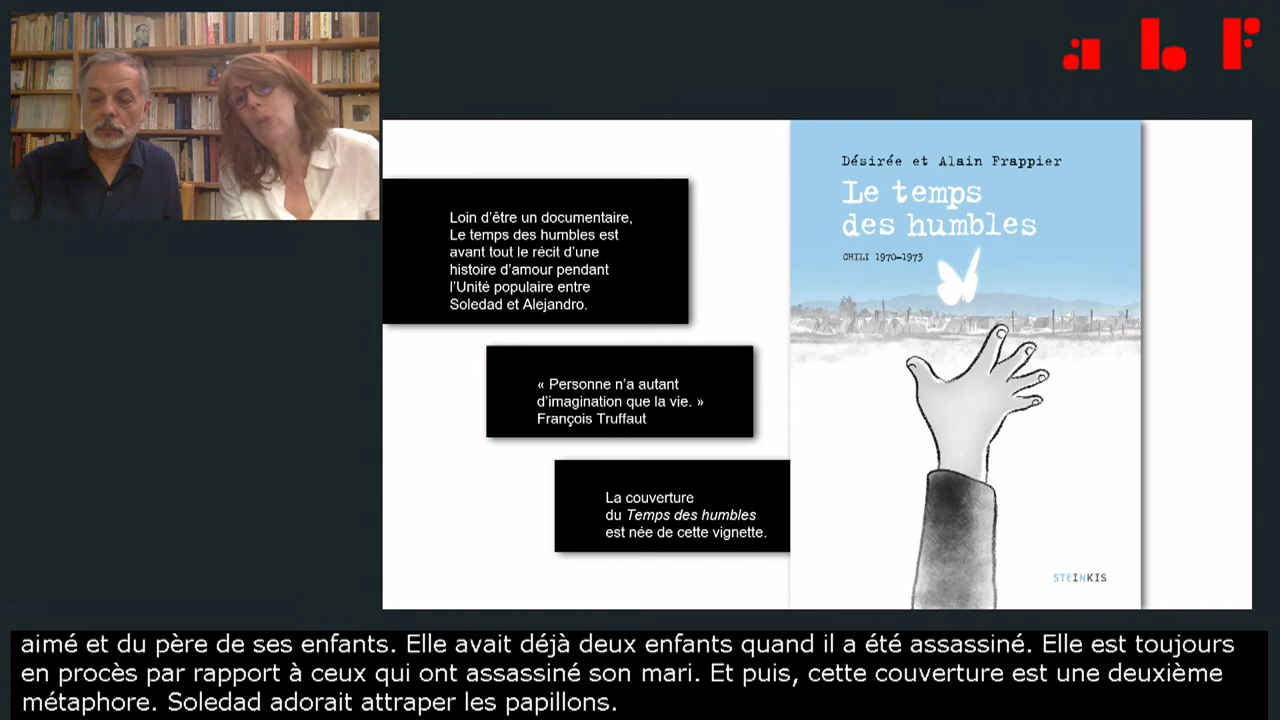 abF
Loin d'être un documentaire,
Le temps des humbles est
avant tout le récit d'une
histoire d'amour pendant
l'Unité populaire entre
Soledad et Alejandro.
« Personne n'a autant
d'imagination que la vie. »
François Truffaut
La couverture
du Temps des humbles
est née de cette vignette.
Désirée et Alain Frappier
Le temps
des humbles
CHILI 1970–1973
STEINKIS
aimé et du père de ses enfants. Elle avait déjà deux enfants quand il a été assassiné. Elle est toujours
en procès par rapport à ceux qui ont assassiné son mari. Et puis, cette couverture est une deuxième
métaphore. Soledad adorait attraper les papillons.